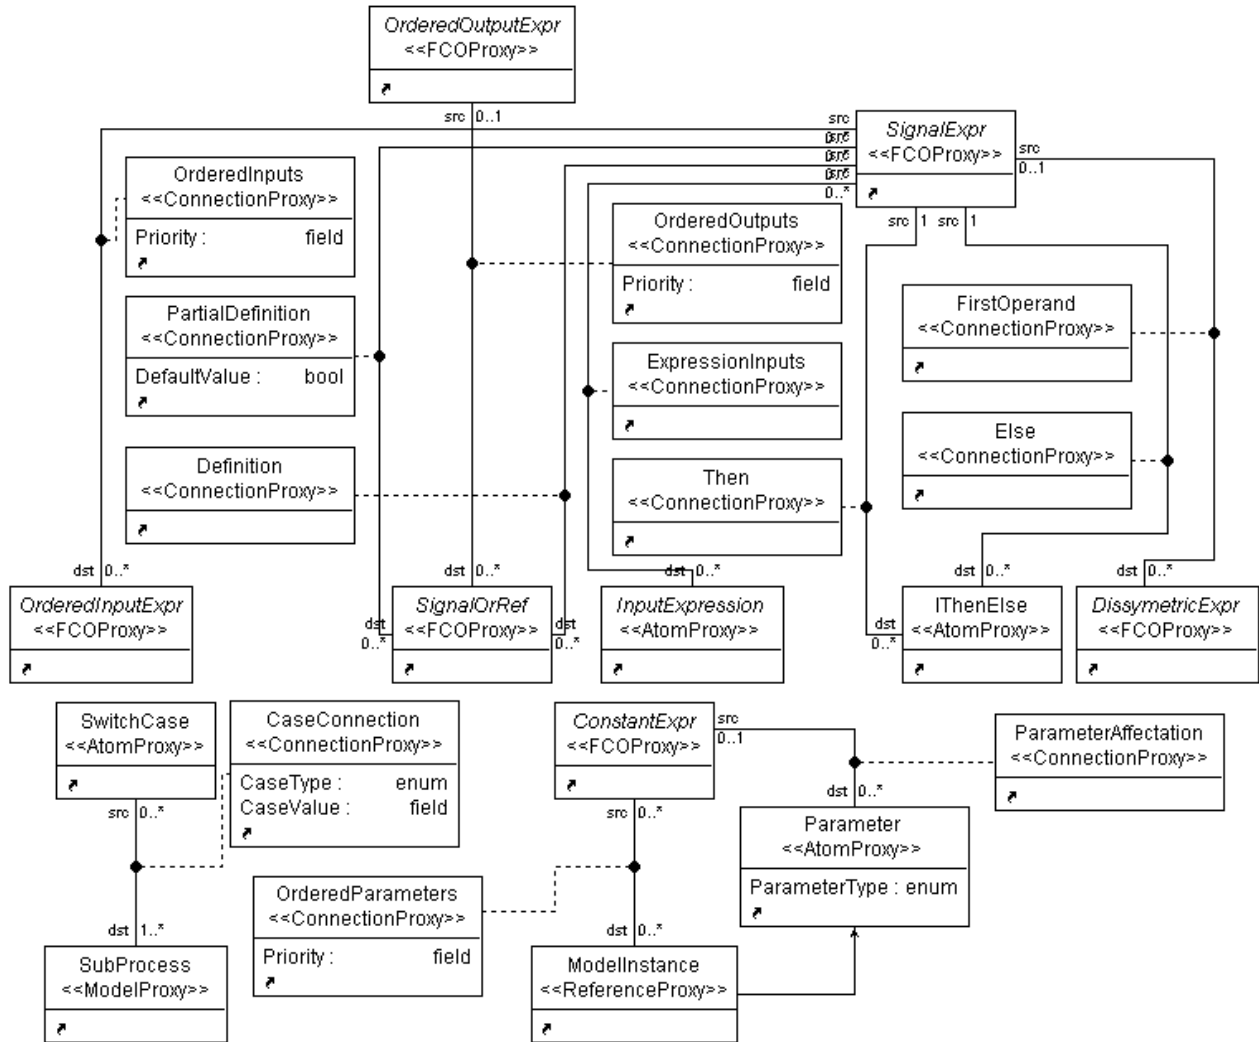 OrderedOutputExpr
<<FCOProxy>>
src 0..1
src
SignalExpr
<<FCOProxy>>
0..*
src
0..1
src 1
src 1
OrderedInputs
<<ConnectionProxy>>
Priority : field
OrderedOutputs
<<ConnectionProxy>>
Priority : field
PartialDefinition
<<ConnectionProxy>>
DefaultValue : bool
FirstOperand
<<ConnectionProxy>>
ExpressionInputs
<<ConnectionProxy>>
Definition
<<ConnectionProxy>>
Then
<<ConnectionProxy>>
Else
<<ConnectionProxy>>
dst 0..*
dst 0..*
dst 0..*
dst 0..*
dst 0..*
OrderedInputExpr
<<FCOProxy>>
dst
0..*
SignalOrRef
<<FCOProxy>>
dst
0..*
InputExpression
<<AtomProxy>>
dst
0..*
IThenElse
<<AtomProxy>>
DissymetricExpr
<<FCOProxy>>
SwitchCase
<<AtomProxy>>
src 0..*
CaseConnection
<<ConnectionProxy>>
CaseType : enum
CaseValue : field
ConstantExpr
<<FCOProxy>>
src
0..1
src 0..*
ParameterAffectation
<<ConnectionProxy>>
dst 0..*
Parameter
<<AtomProxy>>
ParameterType : enum
OrderedParameters
<<ConnectionProxy>>
Priority : field
dst 1..*
SubProcess
<<ModelProxy>>
dst 0..*
ModelInstance
<<ReferenceProxy>>